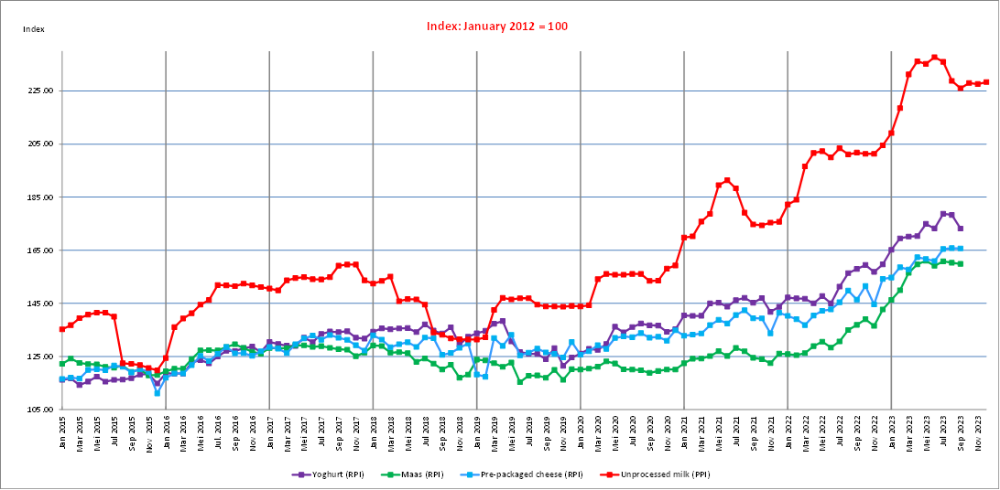 Index: January 2012 = 100
Index
225.00
205.00
185.00
165.00
145.00
125.00
105.00
Jan 2015
Mar 2015
Mei 2015
Jul 2015
Sep 2015
Nov 2015
Jan 2016
Mar 2016
Mei 2016
Jul. 2016
Sep 2016
Nov 2016
Jan 2017
Mar 2017
Mei 2017
Jul 2017
Sep 2017
Nov 2017
Jan 2018
Mar 2018
Mei 2018
Jul 2018
Sep 2018
Nov 2018
Jan 2019
Mar 2019
Mei 2019
Jul 2019
Sep 2019
Nov 2019
Jan 2020
Mar 2020
Mei 2020
Jul 2020
Sep 2020
Nov 2020
Jan 2021
Mar 2021
Mei 2021
Jul 2021
Sep 2021
Nov 2021
Jan 2022
Mar 2022
Mei 2022
Jul 2022
Sep 2022
Nov 2022
Jan 2023
Mar 2023
Mei 2023
Jul 2023
Sep 2023
Nov 2023
Yoghurt (RPI) Maas (RPI) Pre-packaged cheese (RPI) Unprocessed milk (PPI)